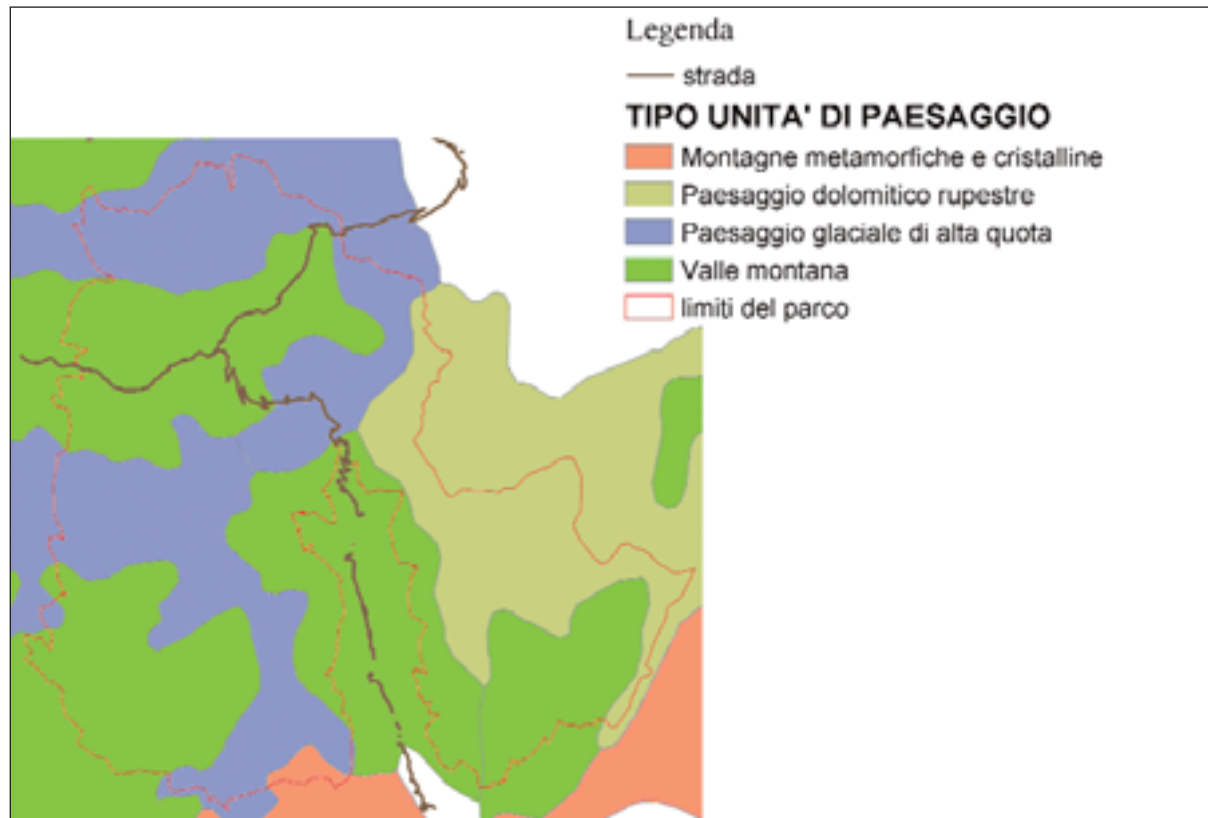 Legenda
strada
TIPO UNITA' DI PAESAGGIO
Montagne metamorfiche e cristalline
Paesaggio dolomitico rupestre
Paesaggio glaciale di alta quota
Valle montana
limiti del parco